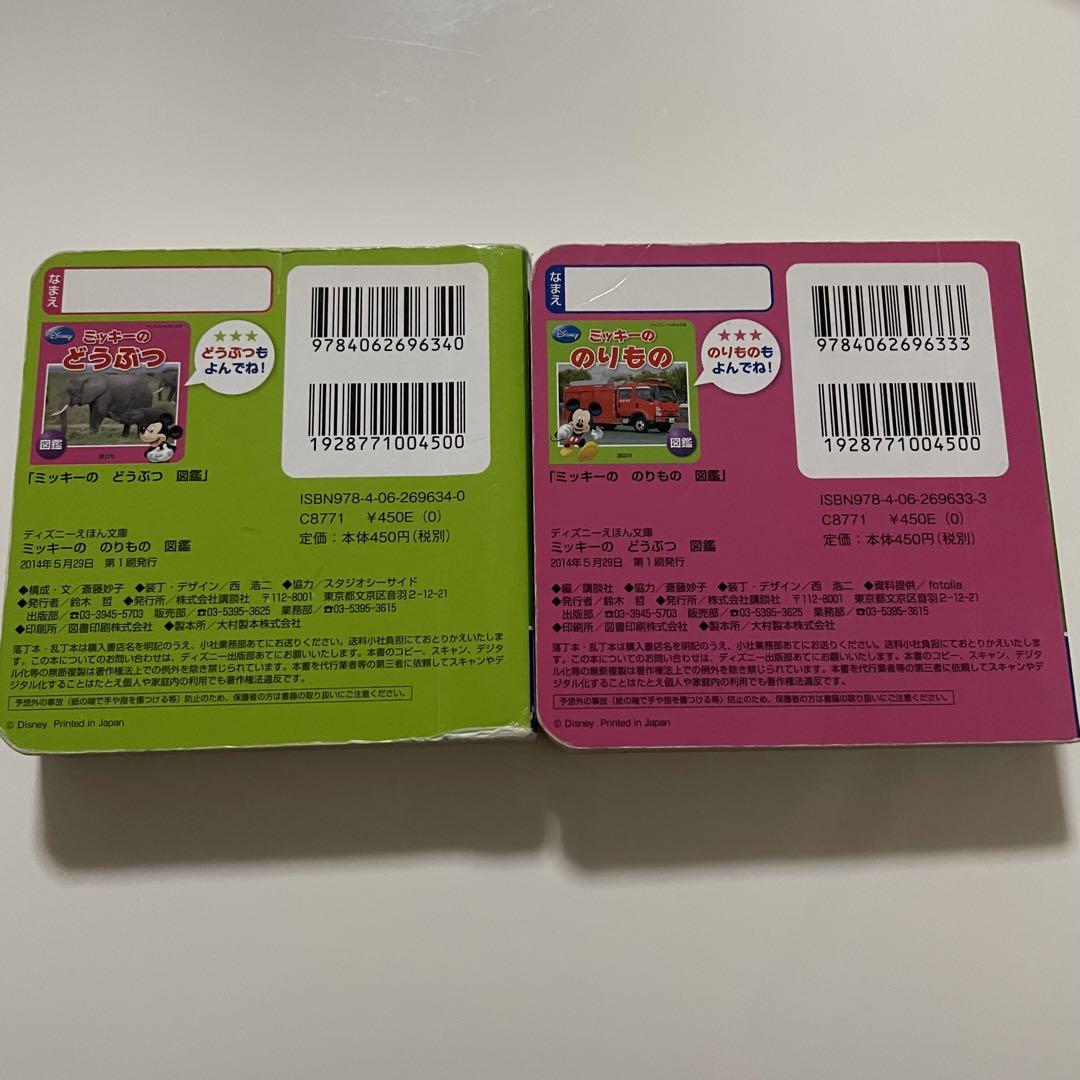 なまえ
9784062696340
Disney
ミッキーの
どうぶつ
図鑑
講談社
★★★
どうぶつも
よんでね!
1928771004500
「ミッキーの どうぶつ 図鑑」
ISBN978-4-06-269634-0
C8771 ¥450E (0)
定価:本体450円(税別)
ディズニーえほん文庫
ミッキーの のりもの 図鑑
2014年5月29日 第1刷発行
◆構成・文/斎藤妙子 ◆装丁・デザイン/西 浩二 ◆協力/スタジオシーサイド
◆発行者/鈴木 哲 ◆発行所/株式会社講談社 〒112-8001 東京都文京区音羽2-12-21
出版部/☎03-3945-5703 販売部/☎03-5395-3625 業務部/☎03-5395-3615
◆印刷所/図書印刷株式会社 ◆製本所/大村製本株式会社
落丁本・乱丁本は購入書店名を明記のうえ、小社業務部あてにお送りください。送料小社負担にておとりかえいたしま
す。この本についてのお問い合わせは、ディズニー出版部あてにお願いいたします。本書のコピー、スキャン、デジタ
ル化等の無断複製は著作権法上での例外を除き禁じられています。本書を代行業者等の第三者に依頼してスキャンやデ
ジタル化することはたとえ個人や家庭内の利用でも著作権法違反です。
予想外の事故(紙の端で手や指を傷つける等)防止のため、保護者の方は書籍の取り扱いにご注意ください。
© Disney Printed in Japan
なまえ
9784062696333
ディズニーえほん文庫
Disney
ミッキーの
のりもの
図鑑
講談社
★★★
のりものも
よんでね!
1928771004500
「ミッキーの のりもの 図鑑」
ISBN978-4-06-269633-3
C8771 ¥450E (0)
定価:本体450円(税別)
ディズニーえほん文庫
ミッキーの どうぶつ 図鑑
2014年5月29日 第1刷発行
◆編/講談社 ◆協力/斎藤妙子 ◆装丁・デザイン/西 浩二 ◆資料提供/fotolia
◆発行者/鈴木 哲 ◆発行所/株式会社講談社 〒112-8001 東京都文京区音羽2-12-21
出版部/☎03-3945-5703 販売部/☎03-5395-3625 業務部/☎03-5395-3615
◆印刷所/図書印刷株式会社 ◆製本所/大村製本株式会社
落丁本・乱丁本は購入書店名を明記のうえ、小社業務部あてにお送りください。送料小社負担にておとりかえいたしま
す。この本についてのお問い合わせは、ディズニー出版部あてにお願いいたします。本書のコピー、スキャン、デジタ
ル化等の無断複製は著作権法上での例外を除き禁じられています。本書を代行業者等の第三者に依頼してスキャンやデ
ジタル化することはたとえ個人や家庭内の利用でも著作権法違反です。
予想外の事故(紙の端で手や指を傷つける等)防止のため、保護者の方は書籍の取り扱いにご注意ください。
© Disney Printed in Japan